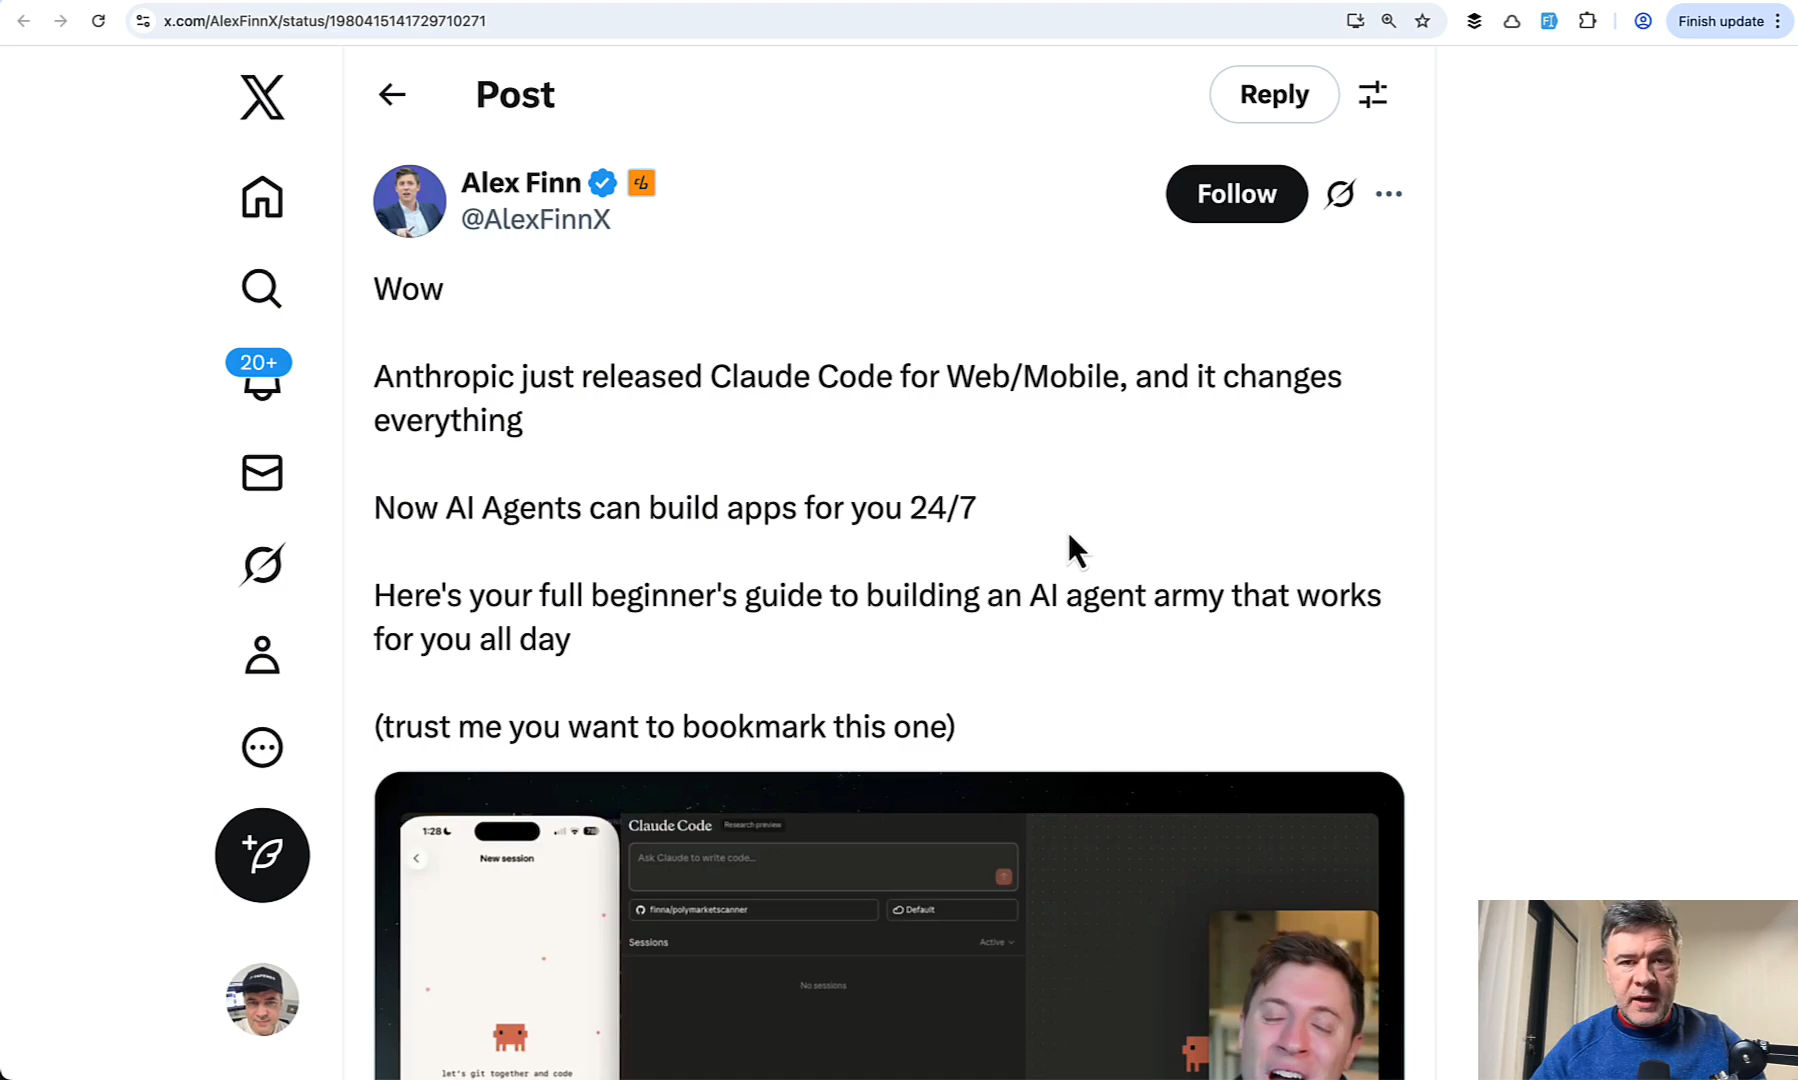 x.com/AlexFinnX/status/1980415141729710271
Finish update
Post
Reply
Alex Finn
@AlexFinnX
Follow
Wow
Anthropic just released Claude Code for Web/Mobile, and it changes
everything
20+
Now AI Agents can build apps for you 24/7
Here's your full beginner's guide to building an AI agent army that works
for you all day
(trust me you want to bookmark this one)
1:28
New session
Claude Code Research preview
Ask Claude to write code...
finna/polymarketscanner
Default
Sessions
Active
No sessions
let's git together and code